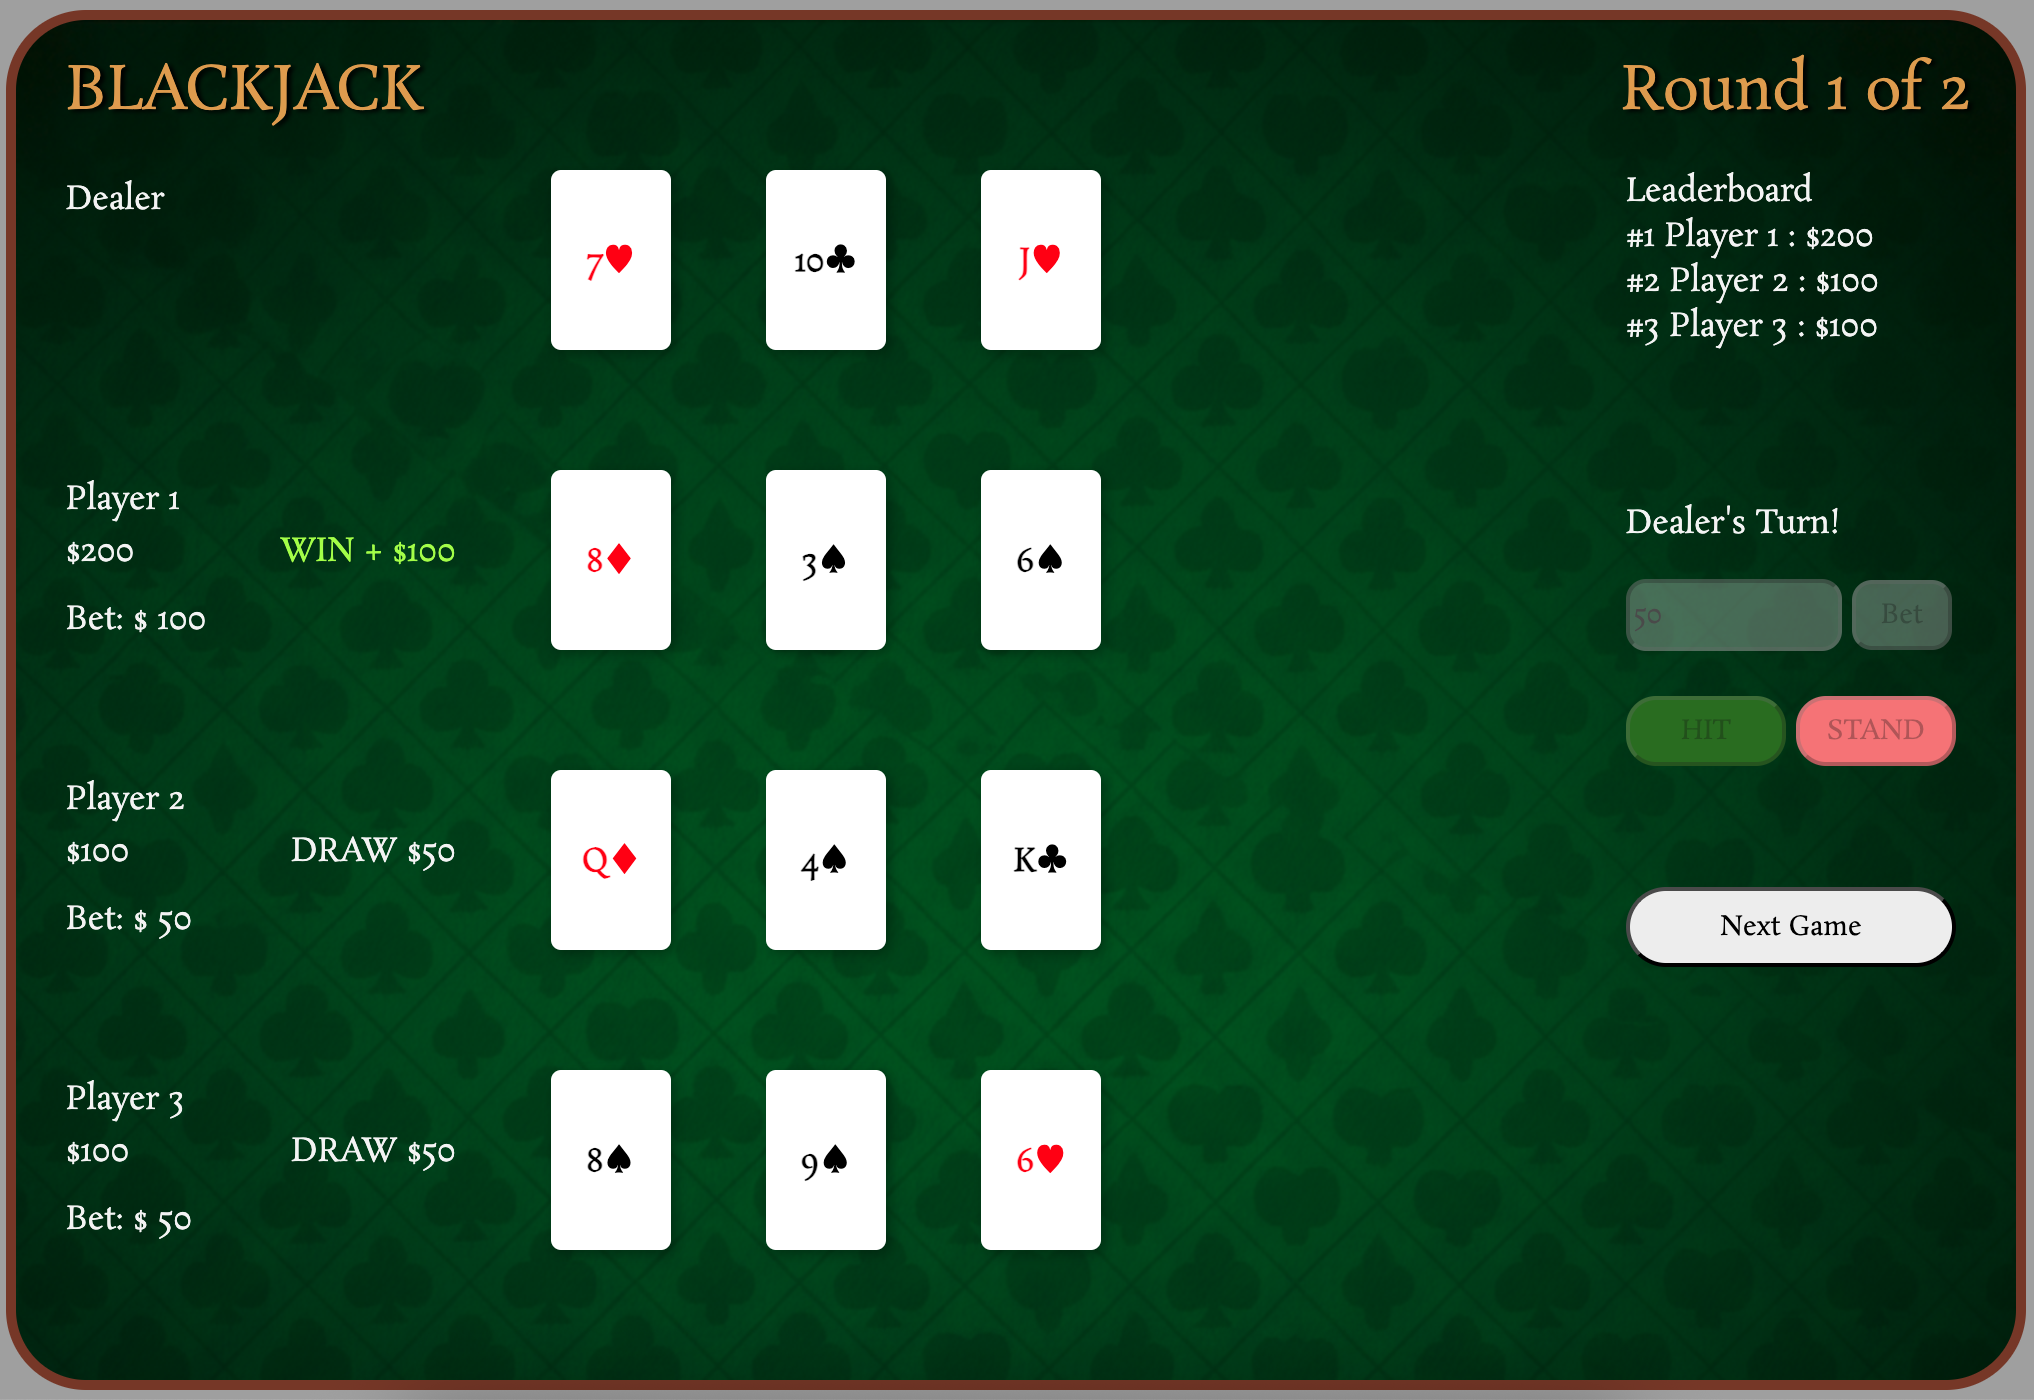 BLACKJACK
Round 1 of 2
Dealer
7♥
10♣
J♥
Leaderboard
#1 Player 1 : $200
#2 Player 2 : $100
#3 Player 3 : $100
Player 1
$200
WIN + $100
Bet: $ 100
8♦
3♠
6♠
Dealer's Turn!
50
Bet
HIT
STAND
Player 2
$100
DRAW $50
Bet: $ 50
Q♦
4♠
K♣
Next Game
Player 3
$100
DRAW $50
Bet: $ 50
8♠
9♠
6♥